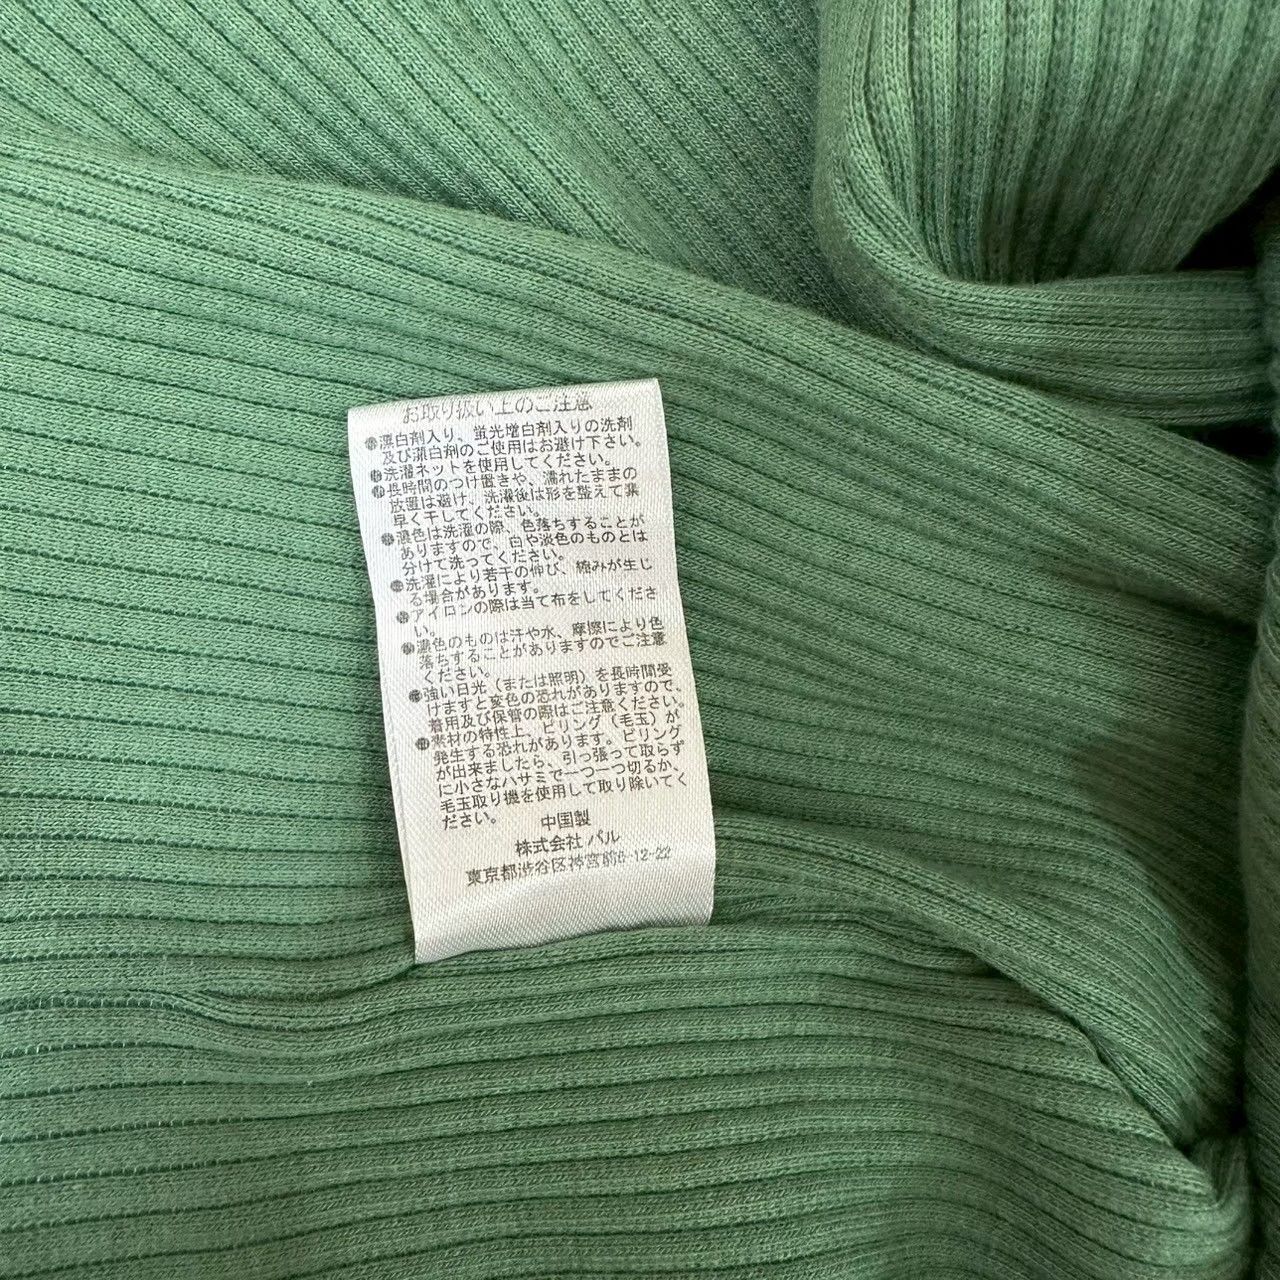 お取り扱い上のご注意
●漂白剤入り、蛍光増白剤入りの洗剤
及び漂白剤のご使用はお避け下さい。
●洗濯ネットを使用してください。
●長時間のつけ置きや、濡れたままの
放置は避け、洗濯後は形を整えて素
早く干してください。
●濃色は洗濯の際、色落ちすることが
ありますので、白や淡色のものとは
分けて洗ってください。
●洗濯により若干の伸び、縮みが生じ
る場合があります。
●アイロンの際は当て布をしてくださ
い。
●濃色のものは汗や水、摩擦により色
落ちすることがありますのでご注意
ください。
●強い日光（または照明）を長時間受
けますと変色の恐れがありますので、
着用及び保管の際はご注意ください。
●素材の特性上、ピリング（毛玉）が
発生する恐れがあります。ピリング
が出来ましたら、引っ張って取らず
に小さなハサミで一つ一つ切るか、
毛玉取り機を使用して取り除いてく
ださい。
中国製
株式会社 パル
東京都渋谷区神宮前6-12-22